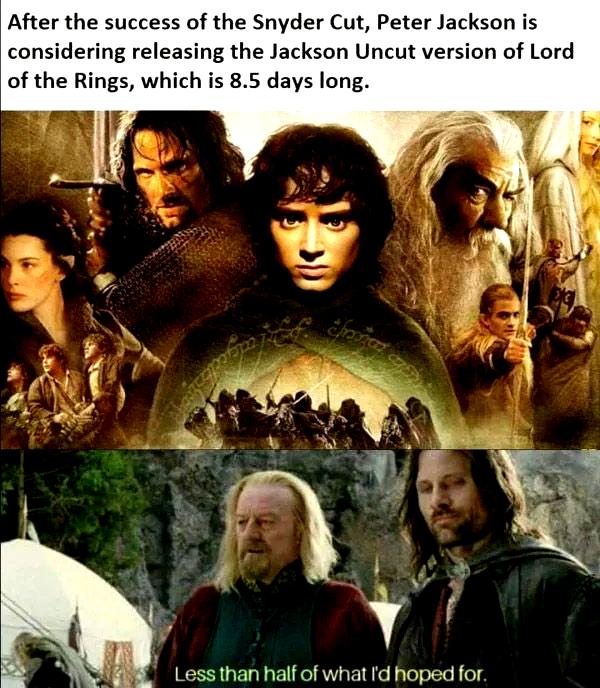 After the success of the Snyder Cut, Peter Jackson is
considering releasing the Jackson Uncut version of Lord
of the Rings, which is 8.5 days long.
Less than half of what I'd hoped for.